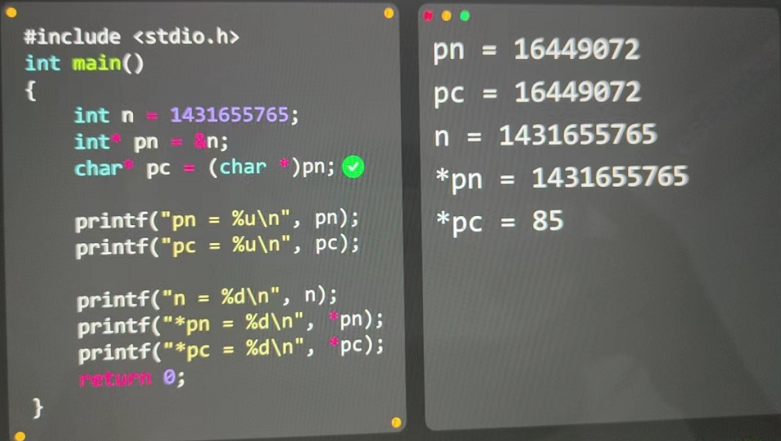 #include <stdio.h>
int main()
{
    int n = 1431655765;
    int* pn = &n;
    char* pc = (char *)pn;

    printf("pn = %u\n", pn);
    printf("pc = %u\n", pc);

    printf("n = %d\n", n);
    printf("*pn = %d\n", *pn);
    printf("*pc = %d\n", *pc);
    return 0;
}
pn = 16449072
pc = 16449072
n = 1431655765
*pn = 1431655765
*pc = 85